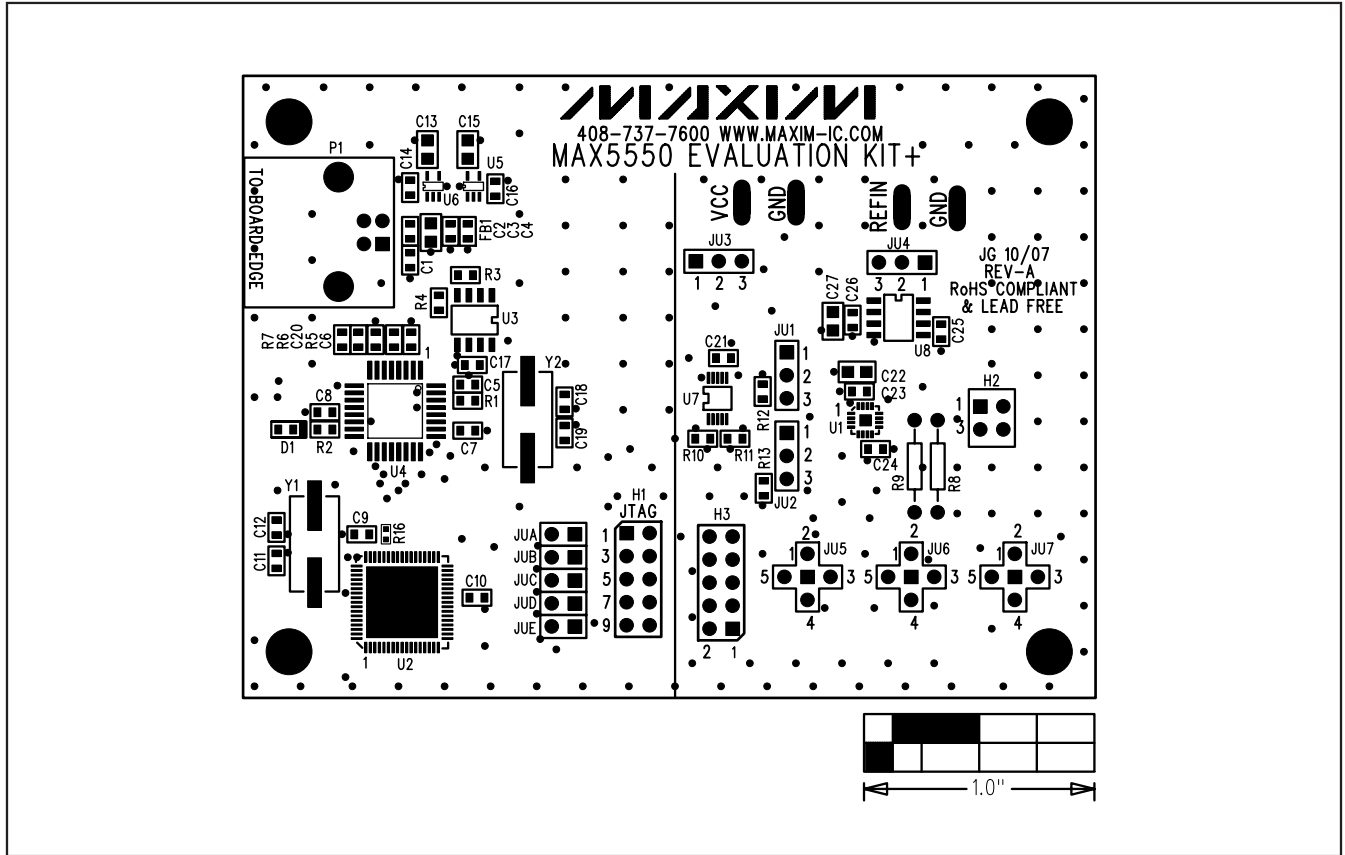 MAXIM
408-737-7600 WWW.MAXIM-IC.COM
MAX5550 EVALUATION KIT+
C13 C15
P1
C14
U5
U6
C16
TO BOARD EDGE
VCC
GND
REFIN
GND
FB1
C2
C3
C4
C1
JU3
1 2 3
JU4
3 2 1
JG 10/07
REV-A
RoHS COMPLIANT
& LEAD FREE
R3
R4
U3
C27
C26
U8
C25
R7
R6
C20
R5
C6
1
C17
Y2
C21
JU1
1
2
3
C5
R1
C18
U7
R12
C22
C23
1
U1
H2
1
3
C8
D1
R2
C7
C19
R10
R11
R13
1
2
3
JU2
C24
R9
R8
U4
Y1
C12
C11
C9
R16
H1
JTAG
1
3
5
7
9
H3
2 1
JUA
JUB
JUC
JUD
JUE
C10
1
U2
2
1 JU5
5 3
4
2
1 JU6
5 3
4
2
1 JU7
5 3
4
1.0"